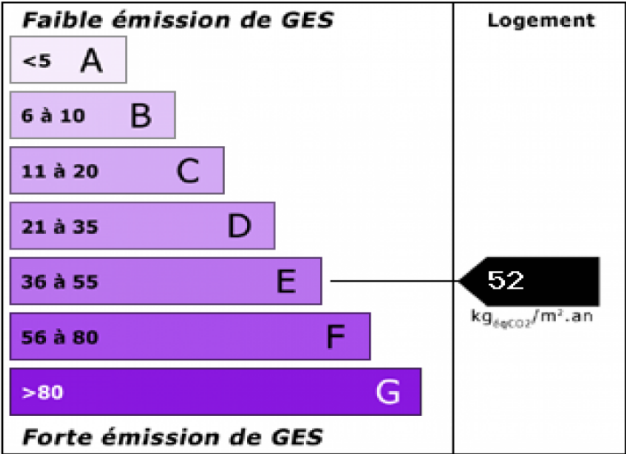 Faible émission de GES
Logement
<5 A
6 à 10 B
11 à 20 C
21 à 35 D
36 à 55 E
52
kgéqCO2/m².an
56 à 80 F
>80 G
Forte émission de GES